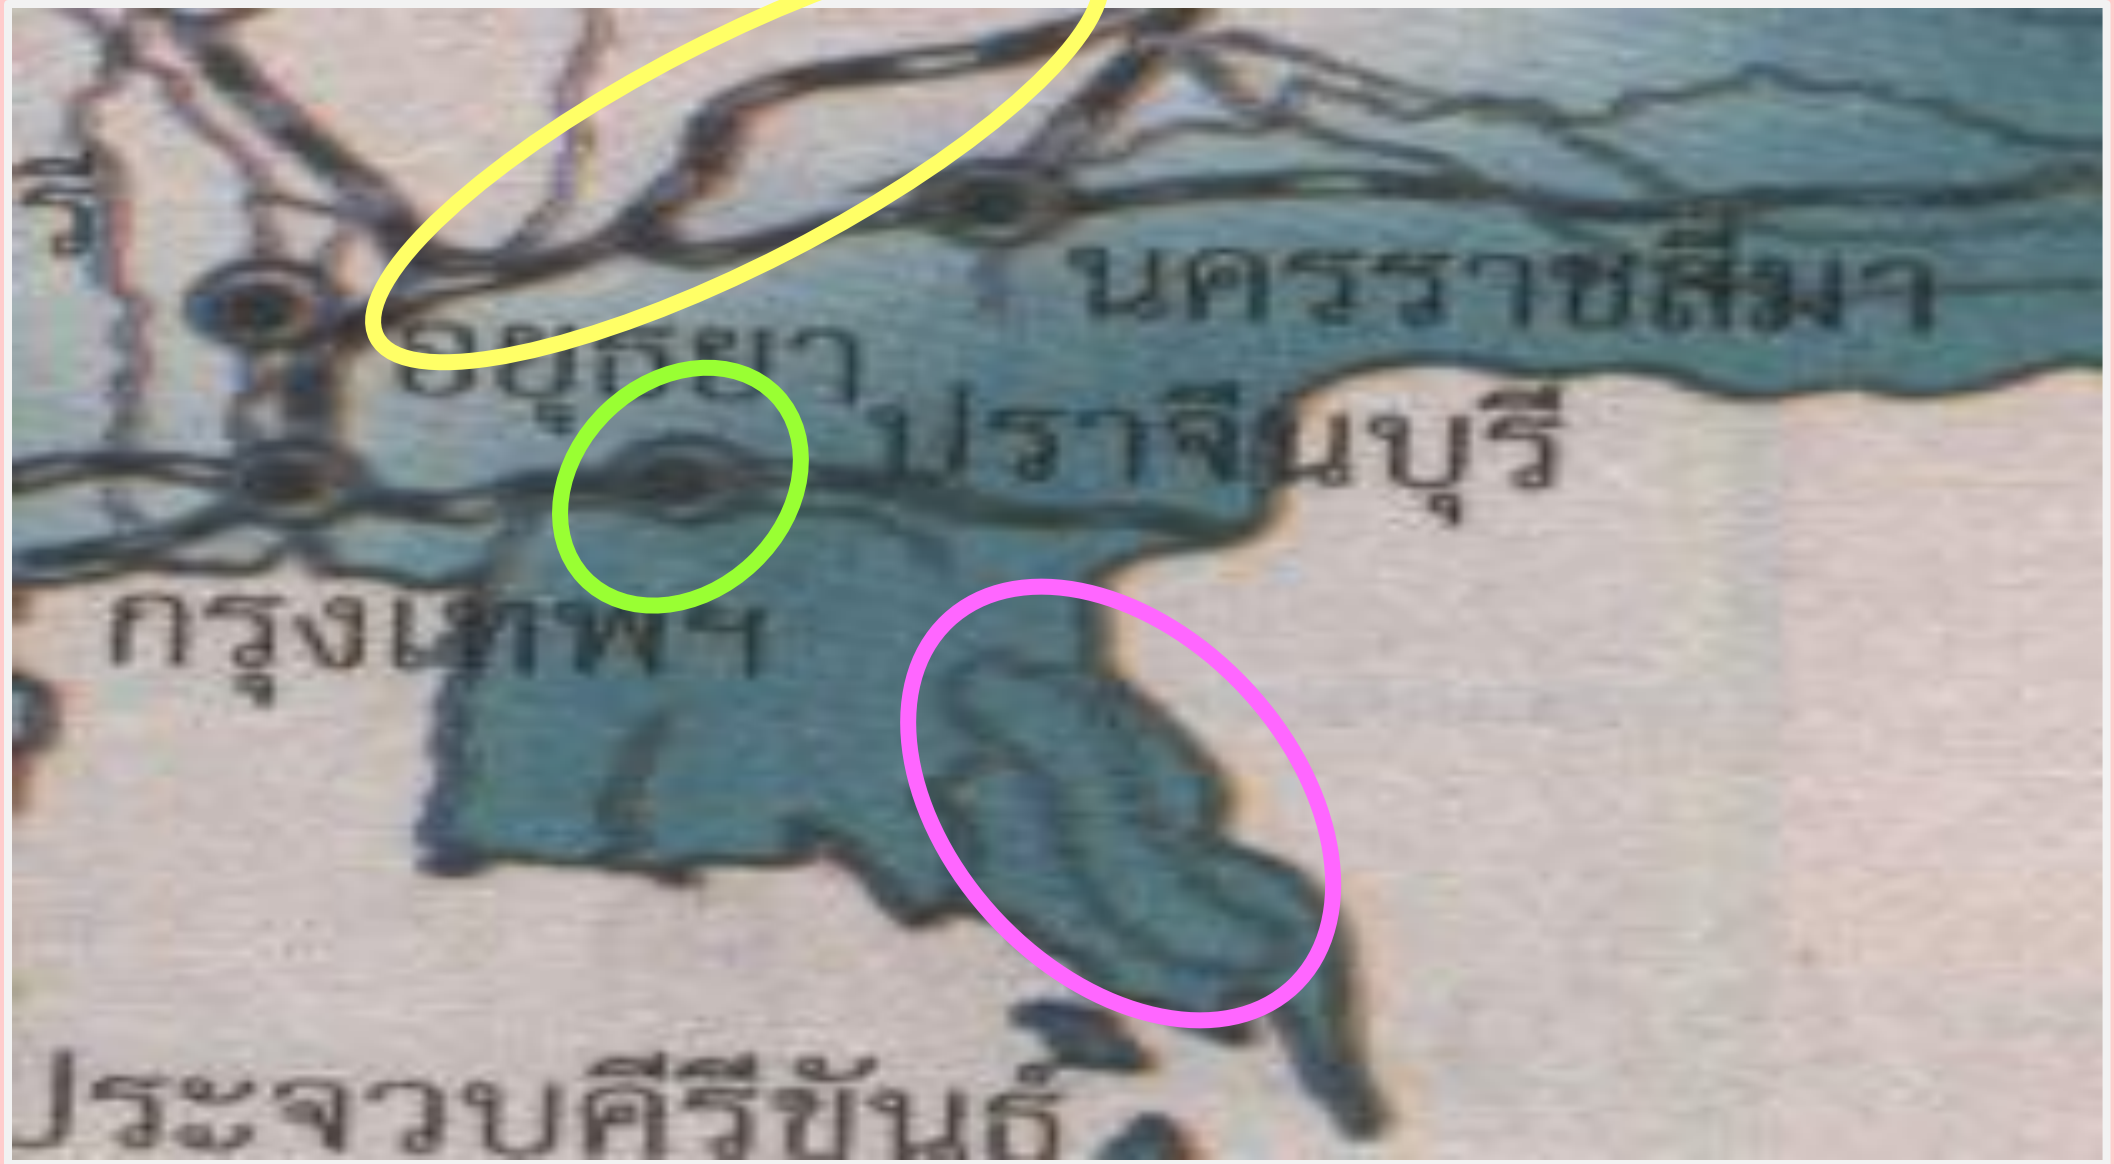 รี
นครราชสีมา
อยุธยา
ปราจีนบุรี
กรุงเทพฯ
ประจวบคีรีขันธ์